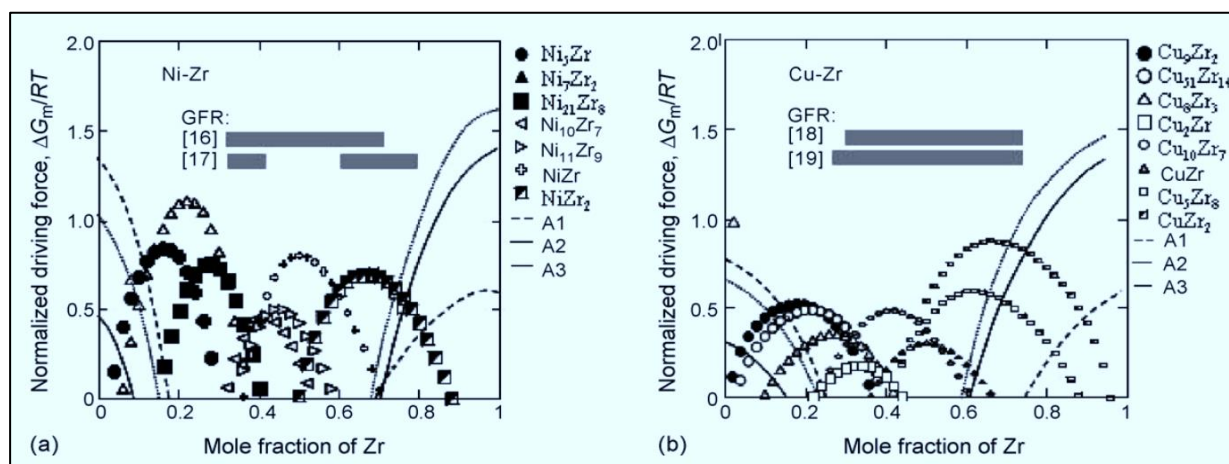 2.0
1.5
1.0
0.5
0
0 0.2 0.4 0.6 0.8 1
Normalized driving force, ΔGm/RT
Mole fraction of Zr
(a)
Ni-Zr
GFR:
[16]
[17]
Ni5Zr
Ni7Zr2
Ni21Zr8
Ni10Zr7
Ni11Zr9
NiZr
NiZr2
A1
A2
A3
2.0
1.5
1.0
0.5
0
0 0.2 0.4 0.6 0.8 1
Normalized driving force, ΔGm/RT
Mole fraction of Zr
(b)
Cu-Zr
GFR:
[18]
[19]
Cu9Zr2
Cu51Zr14
Cu8Zr3
Cu2Zr
Cu10Zr7
CuZr
Cu5Zr8
CuZr2
A1
A2
A3